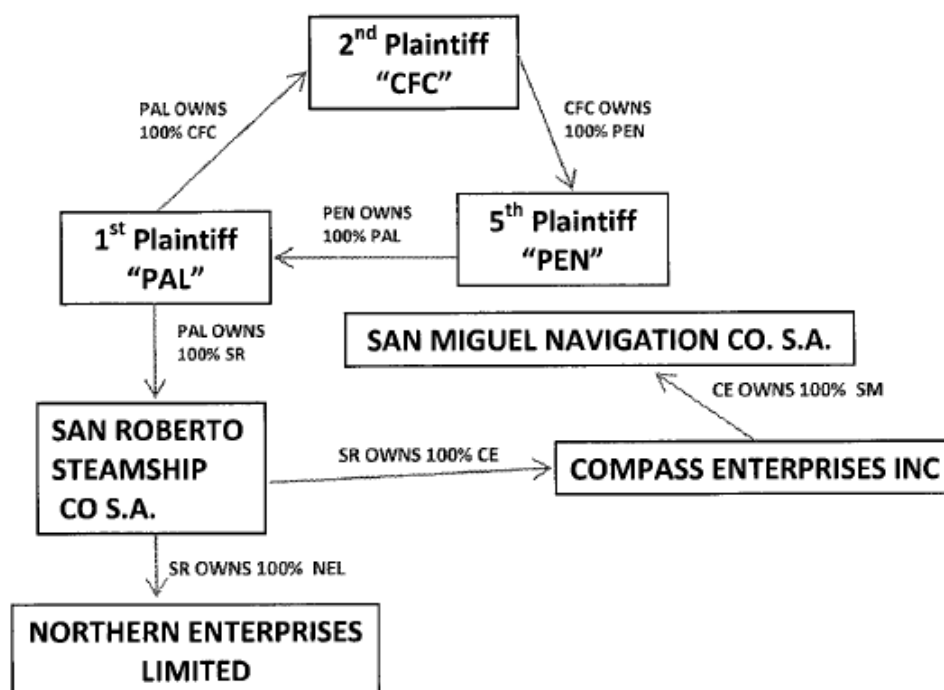 2nd Plaintiff
"CFC"
PAL OWNS
100% CFC
CFC OWNS
100% PEN
1st Plaintiff
"PAL"
PEN OWNS
100% PAL
5th Plaintiff
"PEN"
PAL OWNS
100% SR
SAN MIGUEL NAVIGATION CO. S.A.
CE OWNS 100% SM
SAN ROBERTO
STEAMSHIP
CO S.A.
SR OWNS 100% CE
COMPASS ENTERPRISES INC
SR OWNS 100% NEL
NORTHERN ENTERPRISES
LIMITED